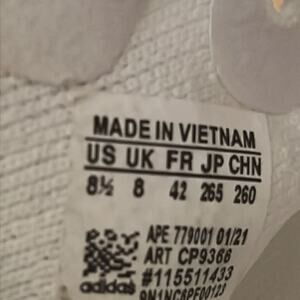 MADE IN VIETNAM
US UK FR JP CHN
8½ 8 42 265 260
APE 779001 01/21
ART CP9366
#115511433
adidas 9N1NC6PF00123